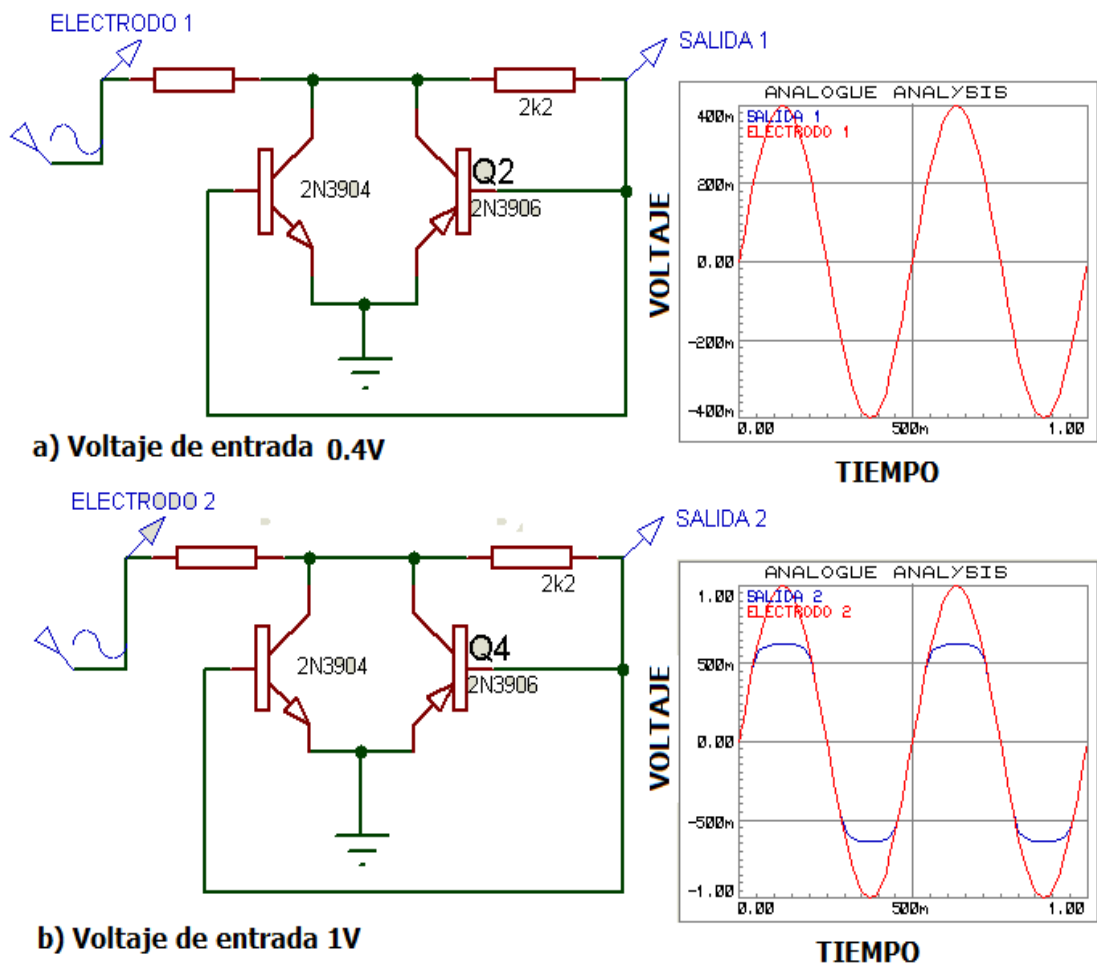 ELECTRODO 1
SALIDA 1
2k2
2N3904
Q2
2N3906
ANALOGUE ANALYSIS
SALIDA 1
ELECTRODO 1
400m
200m
0.00
-200m
-400m
0.00
500m
1.00
VOLTAJE
TIEMPO
a) Voltaje de entrada 0.4V
ELECTRODO 2
SALIDA 2
2k2
2N3904
Q4
2N3906
ANALOGUE ANALYSIS
SALIDA 2
ELECTRODO 2
1.00
500m
0.00
-500m
-1.00
0.00
500m
1.00
VOLTAJE
TIEMPO
b) Voltaje de entrada 1V